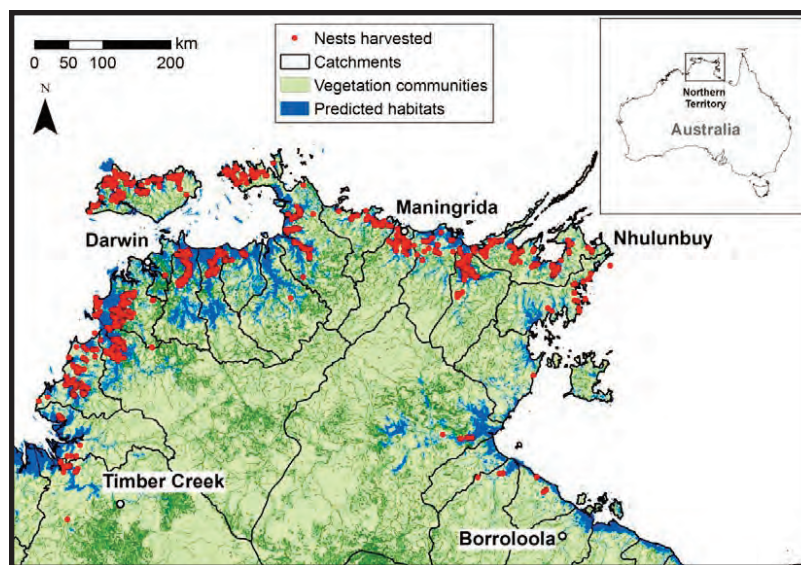 km
0 50 100 200
N
Nests harvested
Catchments
Vegetation communities
Predicted habitats
Northern
Territory
Australia
Maningrida
Darwin
Nhulunbuy
Timber Creek
Borroloola